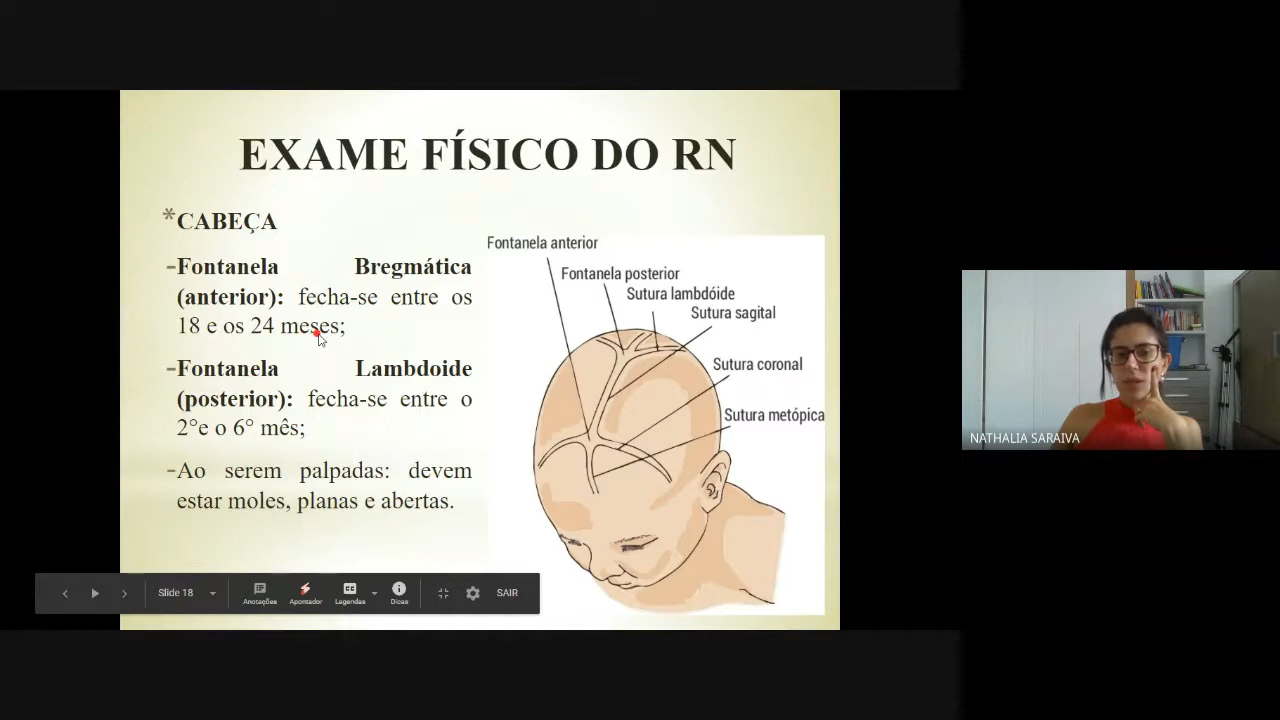 EXAME FÍSICO DO RN
*CABEÇA
-Fontanela Bregmática
(anterior): fecha-se entre os
18 e os 24 meses;
-Fontanela Lambdoide
(posterior): fecha-se entre o
2°e o 6° mês;
-Ao serem palpadas: devem
estar moles, planas e abertas.
Fontanela anterior
Fontanela posterior
Sutura lambdóide
Sutura sagital
Sutura coronal
Sutura metópica
NATHALIA SARAIVA
Slide 18
Anotações
Apontador
Legendas
Dicas
SAIR